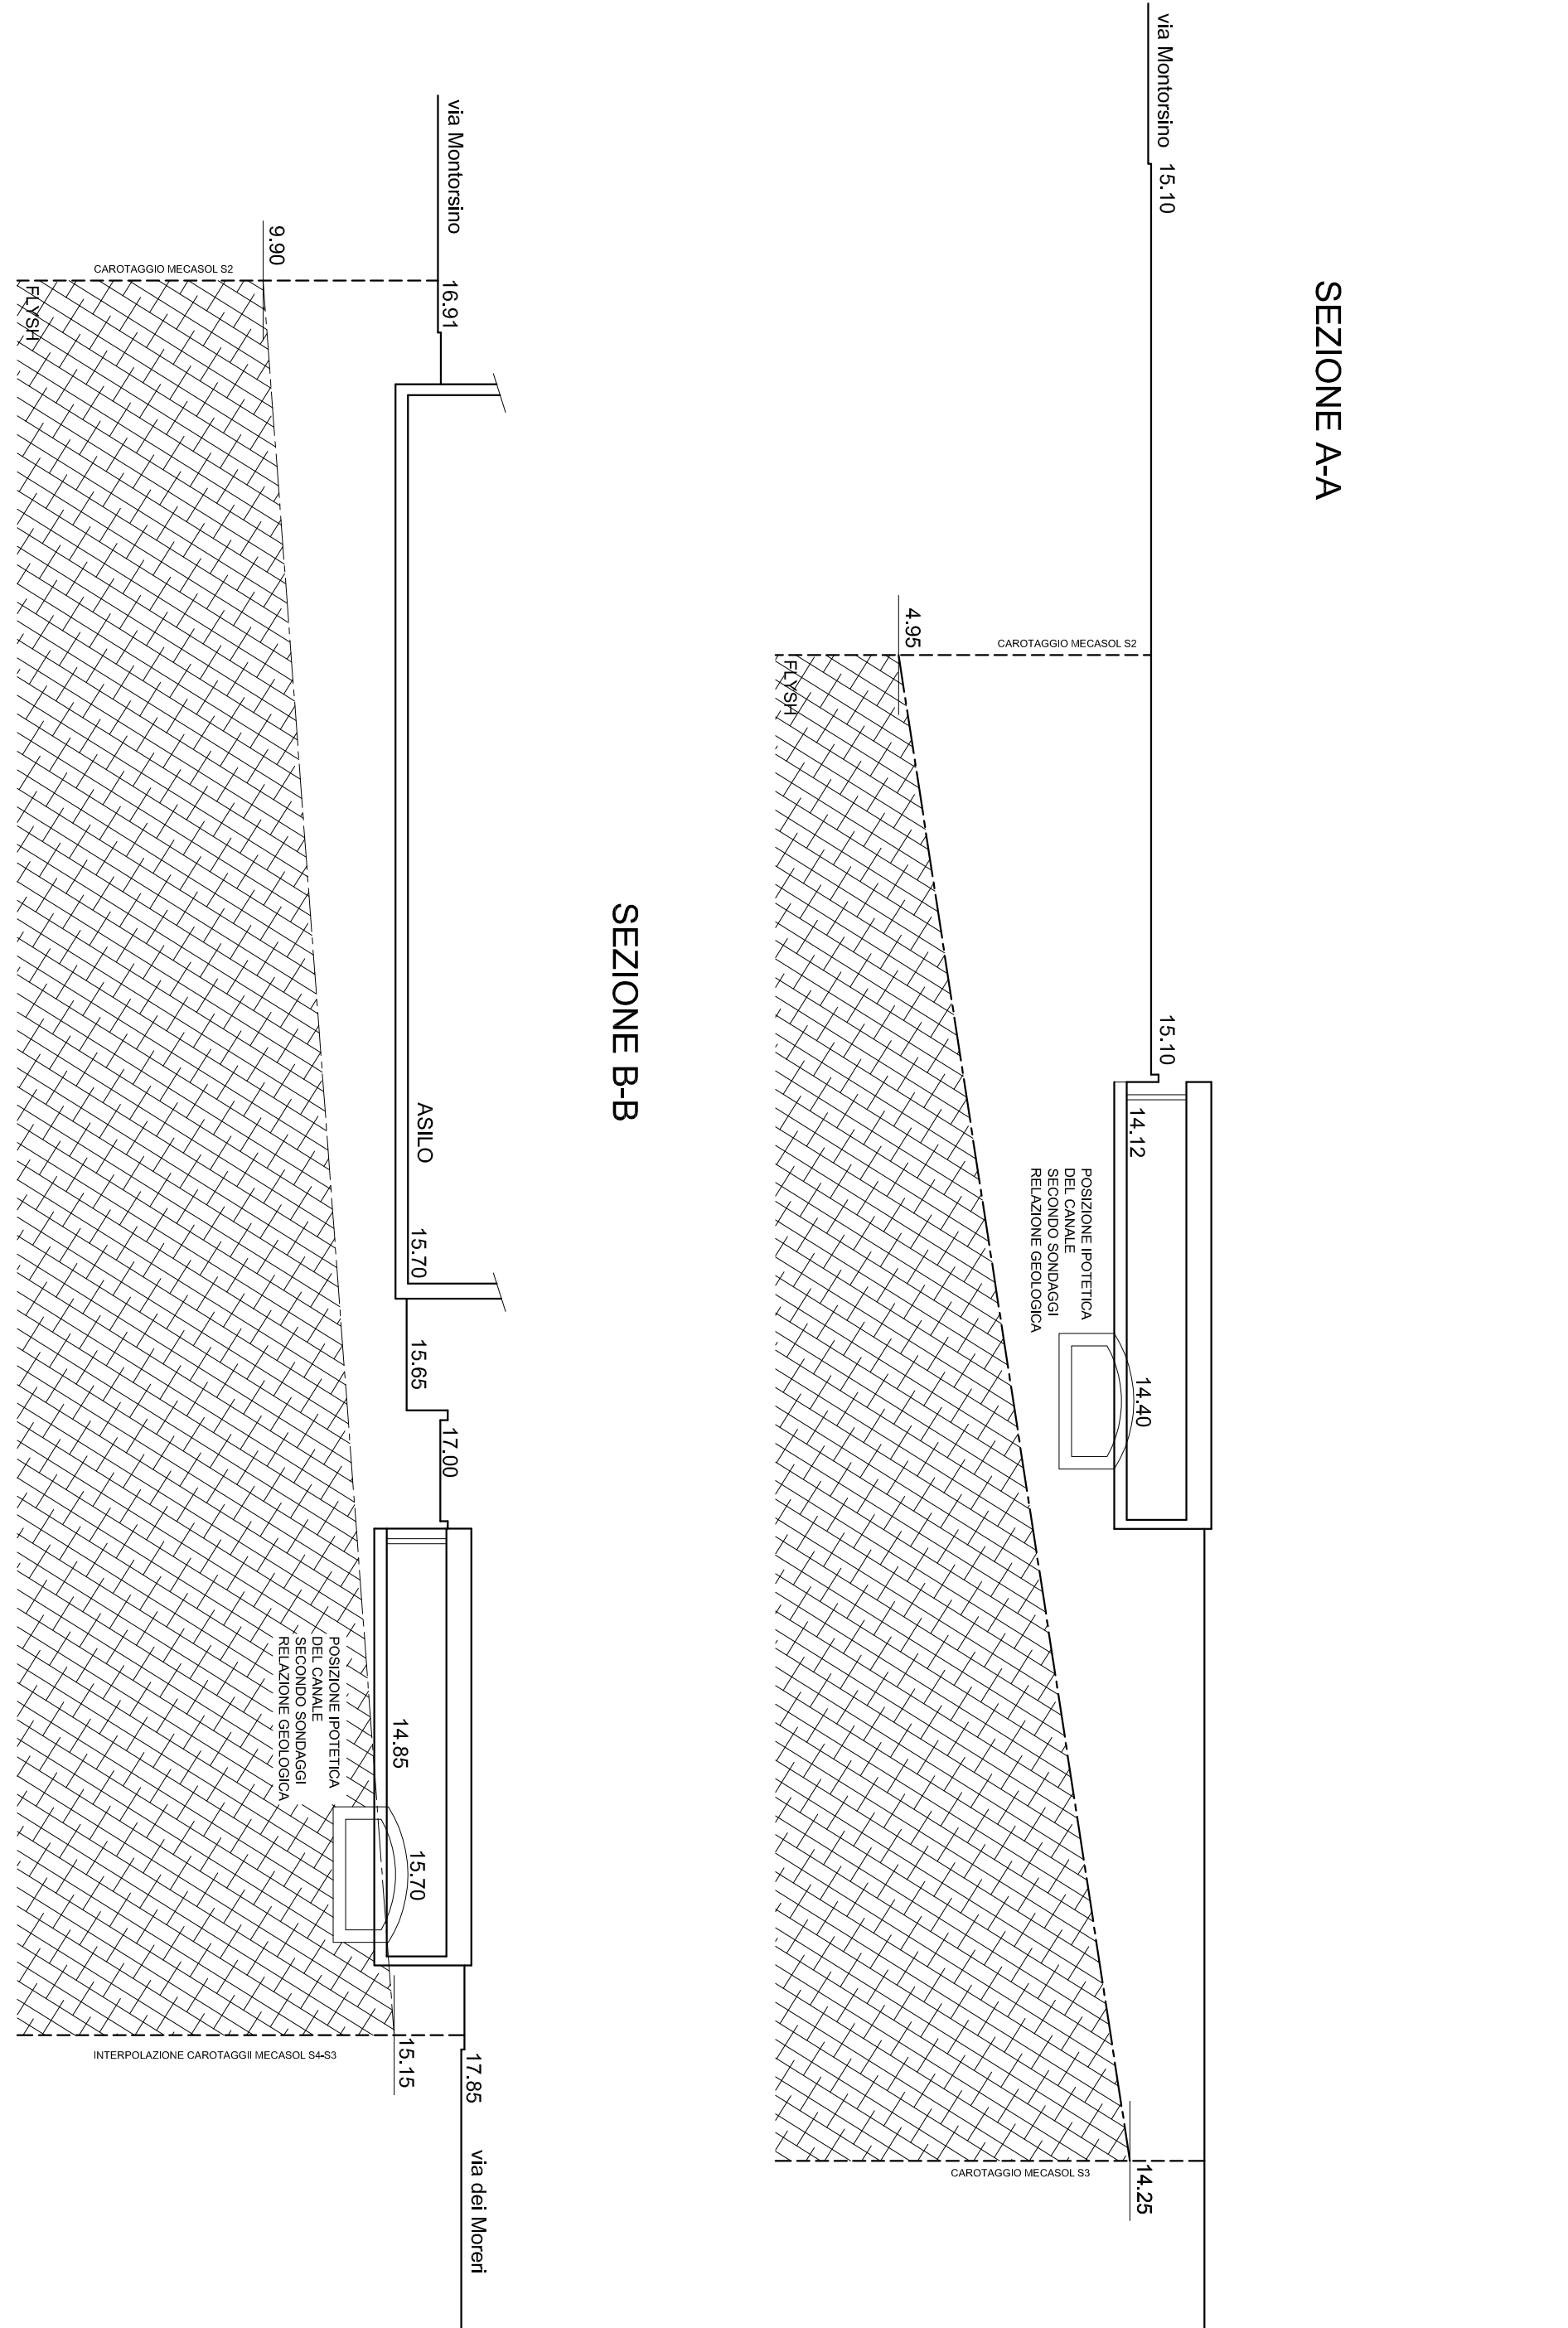 SEZIONE A-A
via Montorsino
15.10
15.10
14.12
14.40
POSIZIONE IPOTETICA
DEL CANALE
SECONDO SONDAGGI
RELAZIONE GEOLOGICA
CAROTAGGIO MECASOL S2
4.95
FLYSH
14.25
CAROTAGGIO MECASOL S3
SEZIONE B-B
via Montorsino
16.91
9.90
CAROTAGGIO MECASOL S2
FLYSH
ASILO
15.70
15.65
17.00
14.85
15.70
POSIZIONE IPOTETICA
DEL CANALE
SECONDO SONDAGGI
RELAZIONE GEOLOGICA
17.85
via dei Moreri
15.15
INTERPOLAZIONE CAROTAGGII MECASOL S4-S3